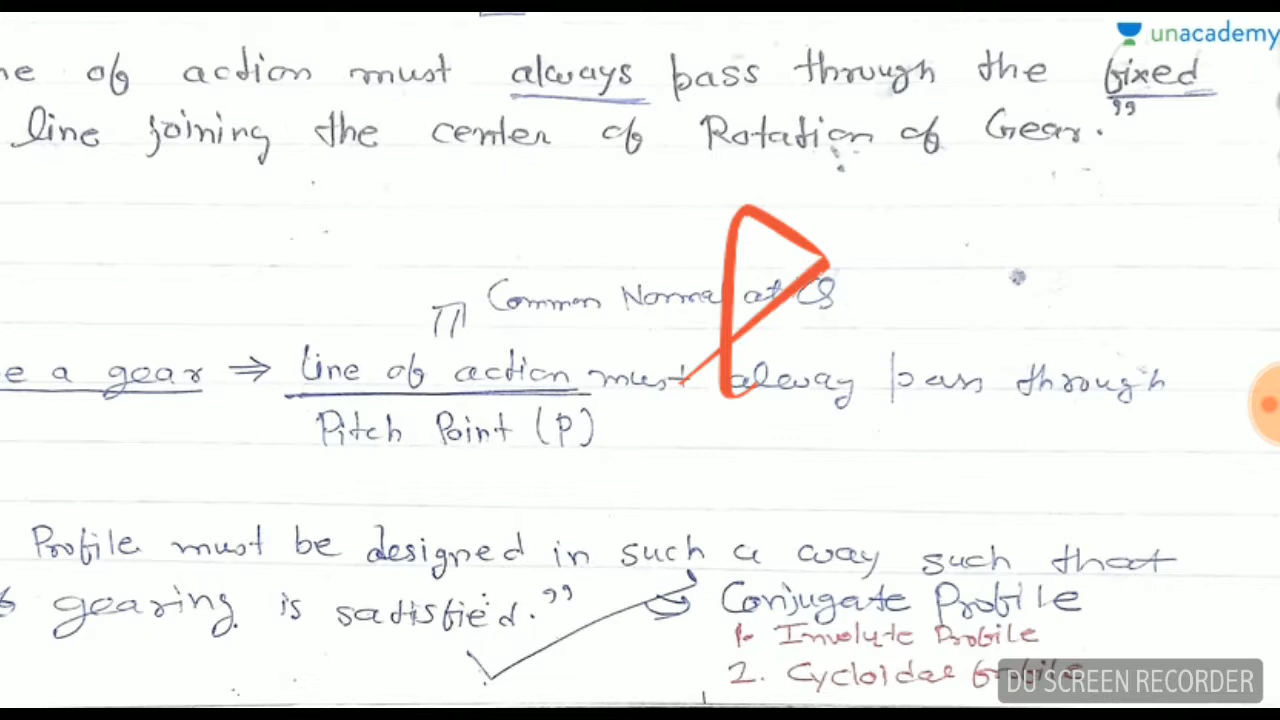 unacademy
of action must always pass through the fixed
line joining the center of Rotation of Gear."
Common Normal at
e a gear ⇒ line of action must alway pass through
Pitch Point (P)
Profile must be designed in such a way such that
gearing is satisfied."
Conjugate Profile
1. Involute Profile
2. Cycloidal Profile
DU SCREEN RECORDER